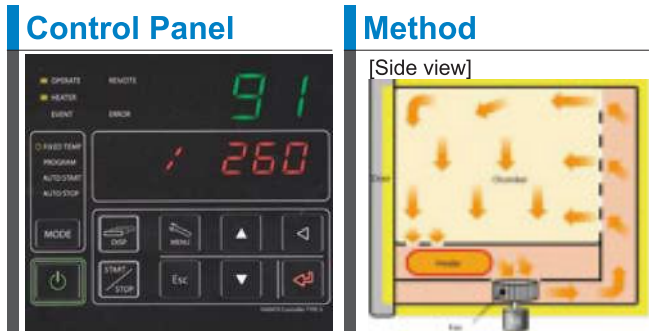 Control Panel
Method
[Side view]
OPERATE
REMOTE
HEATER
EVENT
ERROR
91
260
FIXED TEMP
PROGRAM
AUTO START
AUTO STOP
MODE
DISP
MENU
START
STOP
Esc
Door
Chamber
Heater
Fan